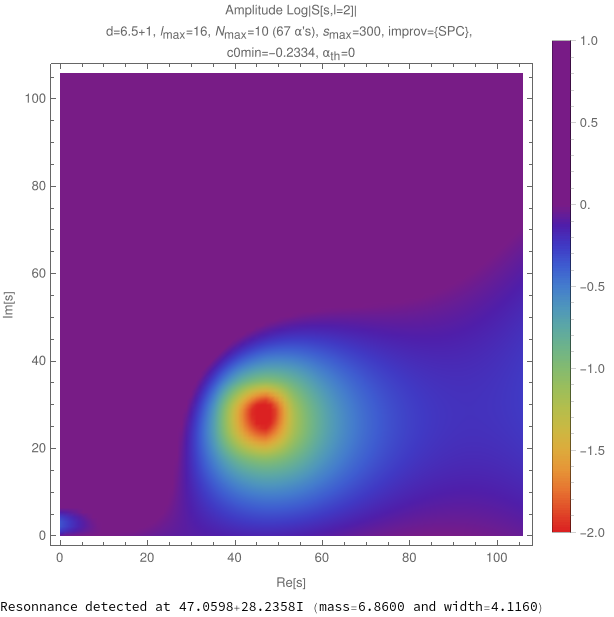 Amplitude Log|S[s,l=2]|
d=6.5+1, lmax=16, Nmax=10 (67 α's), smax=300, improv={SPC},
c0min=−0.2334, αth=0
100
80
60
40
20
0
Im[s]
0 20 40 60 80 100
Re[s]
1.0
0.5
0.
−0.5
−1.0
−1.5
−2.0
Resonnance detected at 47.0598+28.2358I (mass=6.8600 and width=4.1160)